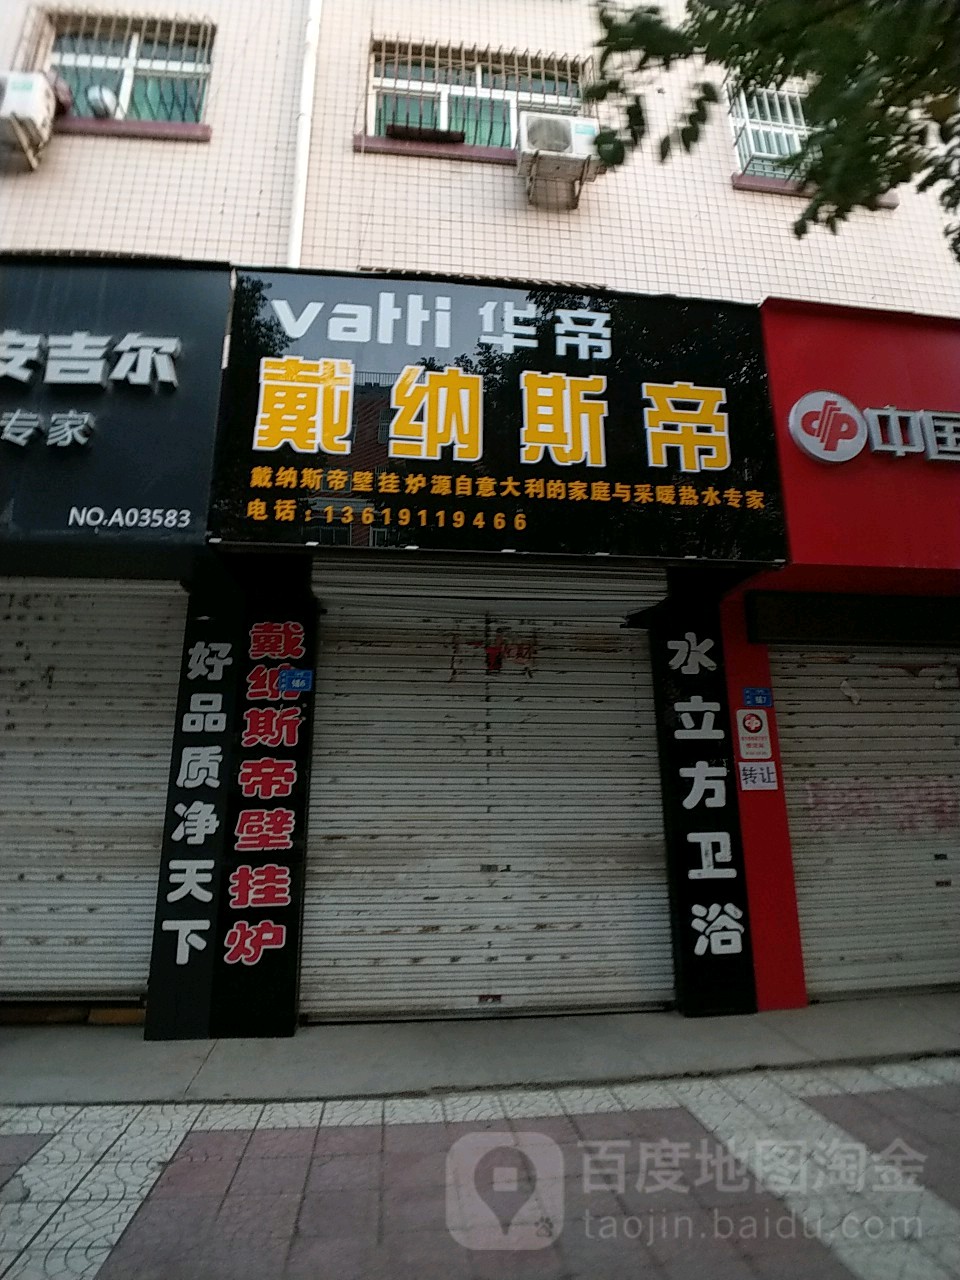 安吉尔
专家
NO.A03583
vatti 华帝
戴纳斯帝
戴纳斯帝壁挂炉源自意大利的家庭与采暖热水专家
电话：13619119466
中国
好品质净天下
戴纳斯帝壁挂炉
水立方卫浴
转让
百度地图淘金
taojin.baidu.com